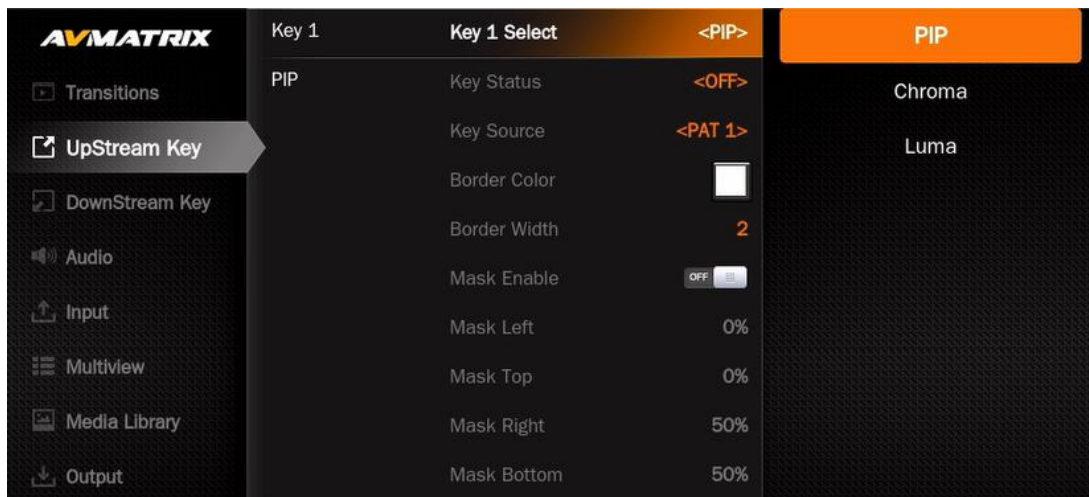 AVMATRIX
Transitions
UpStream Key
DownStream Key
Audio
Input
Multiview
Media Library
Output
Key 1 Key 1 Select <PIP>
PIP Key Status <OFF>
Key Source <PAT 1>
Border Color
Border Width 2
Mask Enable OFF
Mask Left 0%
Mask Top 0%
Mask Right 50%
Mask Bottom 50%
PIP
Chroma
Luma